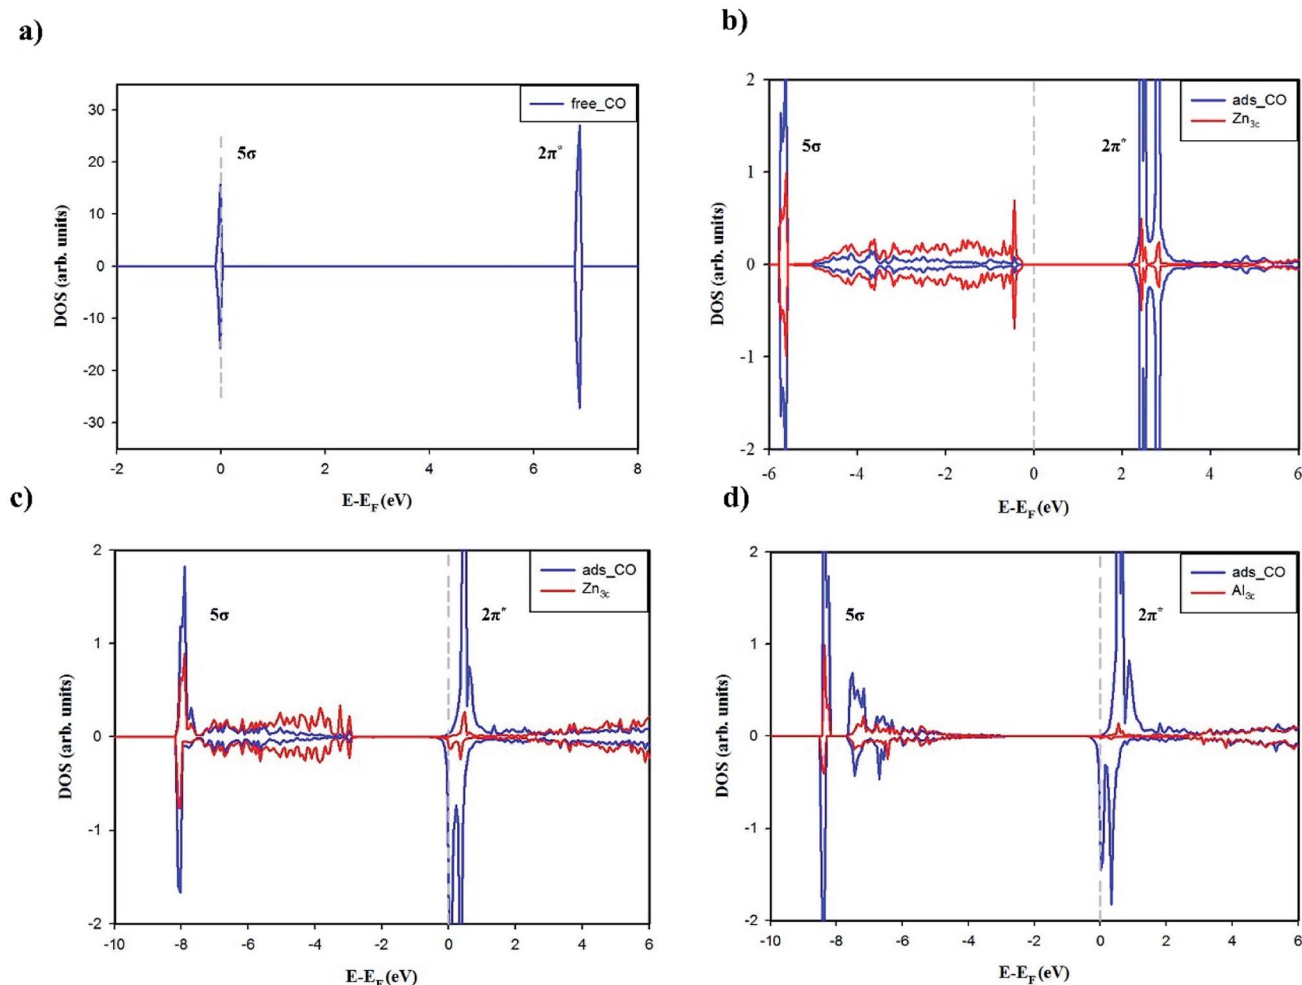 a)
free_CO
5σ
2π*
DOS (arb. units)
30
20
10
0
-10
-20
-30
-2
0
2
4
6
8
E-E_F (eV)
b)
ads_CO
Zn₃c
5σ
2π*
DOS (arb. units)
2
1
0
-1
-2
-6
-4
-2
0
2
4
6
E-E_F (eV)
c)
ads_CO
Zn₃c
5σ
2π*
DOS (arb. units)
2
1
0
-1
-2
-10
-8
-6
-4
-2
0
2
4
6
E-E_F (eV)
d)
ads_CO
Al₃c
5σ
2π*
DOS (arb. units)
2
1
0
-1
-2
-10
-8
-6
-4
-2
0
2
4
6
E-E_F (eV)